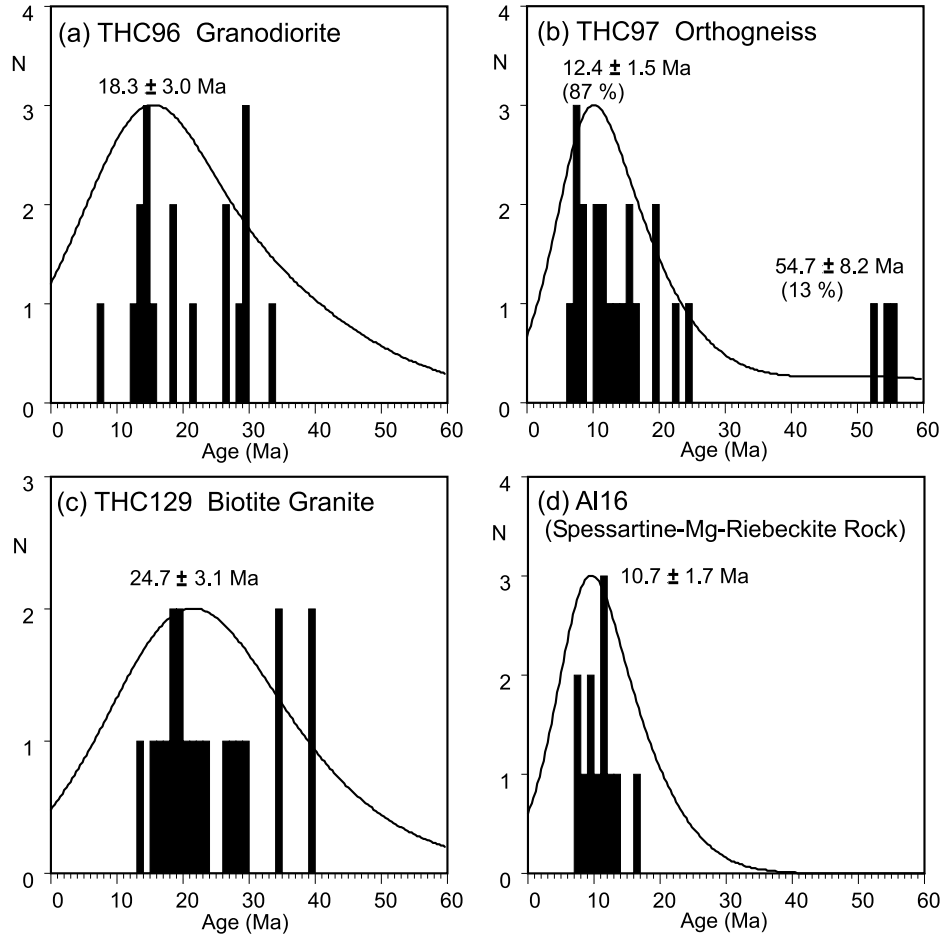 (a) THC96 Granodiorite
4
N
18.3 ± 3.0 Ma
3
2
1
0
0 10 20 30 40 50 60
Age (Ma)
(b) THC97 Orthogneiss
4
N
12.4 ± 1.5 Ma
(87 %)
3
2
54.7 ± 8.2 Ma
(13 %)
1
0
0 10 20 30 40 50 60
Age (Ma)
(c) THC129 Biotite Granite
3
N
24.7 ± 3.1 Ma
2
1
0
0 10 20 30 40 50 60
Age (Ma)
(d) Al16
4
(Spessartine-Mg-Riebeckite Rock)
N
10.7 ± 1.7 Ma
3
2
1
0
0 10 20 30 40 50 60
Age (Ma)